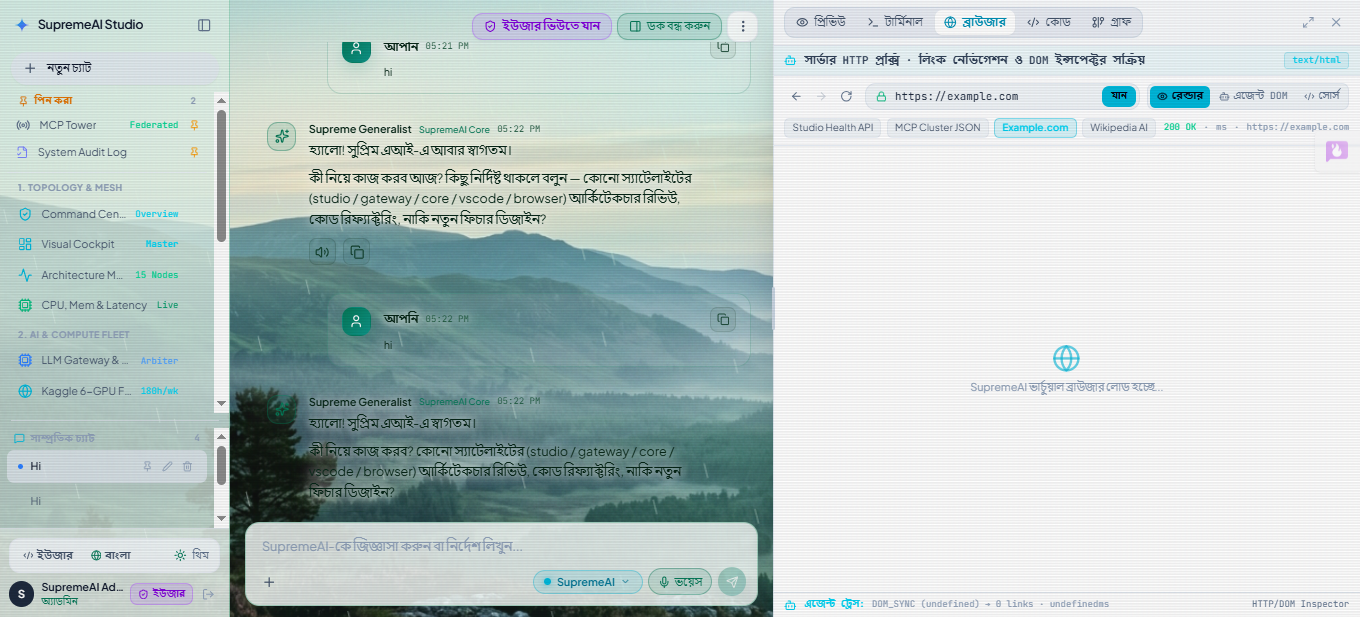 SupremeAI Studio
নতুন চ্যাট
পিন করা 2
MCP Tower Federated
System Audit Log
1. TOPOLOGY & MESH
Command Cen... Overview
Visual Cockpit Master
Architecture M... 15 Nodes
CPU, Mem & Latency Live
2. AI & COMPUTE FLEET
LLM Gateway & ... Arbiter
Kaggle 6-GPU F... 180h/wk
সাম্প্রতিক চ্যাট 4
Hi
Hi
ইউজার বাংলা থিম
S SupremeAI Ad... ইউজার
অ্যাডমিন
ইউজার ভিউতে যান ডক বন্ধ করুন
আপনি 05:21 PM
hi
Supreme Generalist SupremeAI Core 05:22 PM
হ্যালো! সুপ্রিম এআই-এ আবার স্বাগতম।
কী নিয়ে কাজ করব আজ? কিছু নির্দিষ্ট থাকলে বলুন — কোনো স্যাটেলাইটের
(studio / gateway / core / vscode / browser) আর্কিটেকচার রিভিউ,
কোড রিফ্যাক্টরিং, নাকি নতুন ফিচার ডিজাইন?
আপনি 05:22 PM
hi
Supreme Generalist SupremeAI Core 05:22 PM
হ্যালো! সুপ্রিম এআই-এ স্বাগতম।
কী নিয়ে কাজ করব? কোনো স্যাটেলাইটের (studio / gateway / core /
vscode / browser) আর্কিটেকচার রিভিউ, কোড রিফ্যাক্টরিং, নাকি নতুন
ফিচার ডিজাইন?
SupremeAI-কে জিজ্ঞাসা করুন বা নির্দেশ লিখুন...
SupremeAI ভয়েস
প্রিভিউ টার্মিনাল ব্রাউজার কোড গ্রাফ
সার্ভার HTTP প্রক্সি · লিংক নেভিগেশন ও DOM ইন্সপেক্টর সক্রিয় text/html
https://example.com যান রেন্ডার এজেন্ট DOM সোর্স
Studio Health API MCP Cluster JSON Example.com Wikipedia AI 200 OK · ms · https://example.com
SupremeAI ভার্চুয়াল ব্রাউজার লোড হচ্ছে...
এজেন্ট ট্রেস: DOM_SYNC (undefined) → 0 links · undefinedms HTTP/DOM Inspector